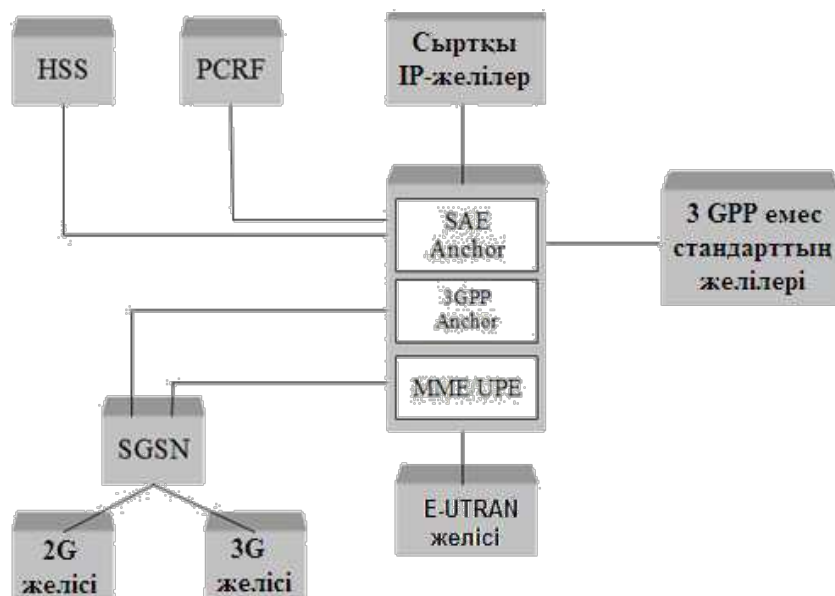 HSS
PCRF
Сыртқы
IP-желілер
SAE
Anchor
3GPP
Anchor
MME UPE
3 GPP емес
стандарттың
желілері
SGSN
2G
желісі
3G
желісі
E-UTRAN
желісі